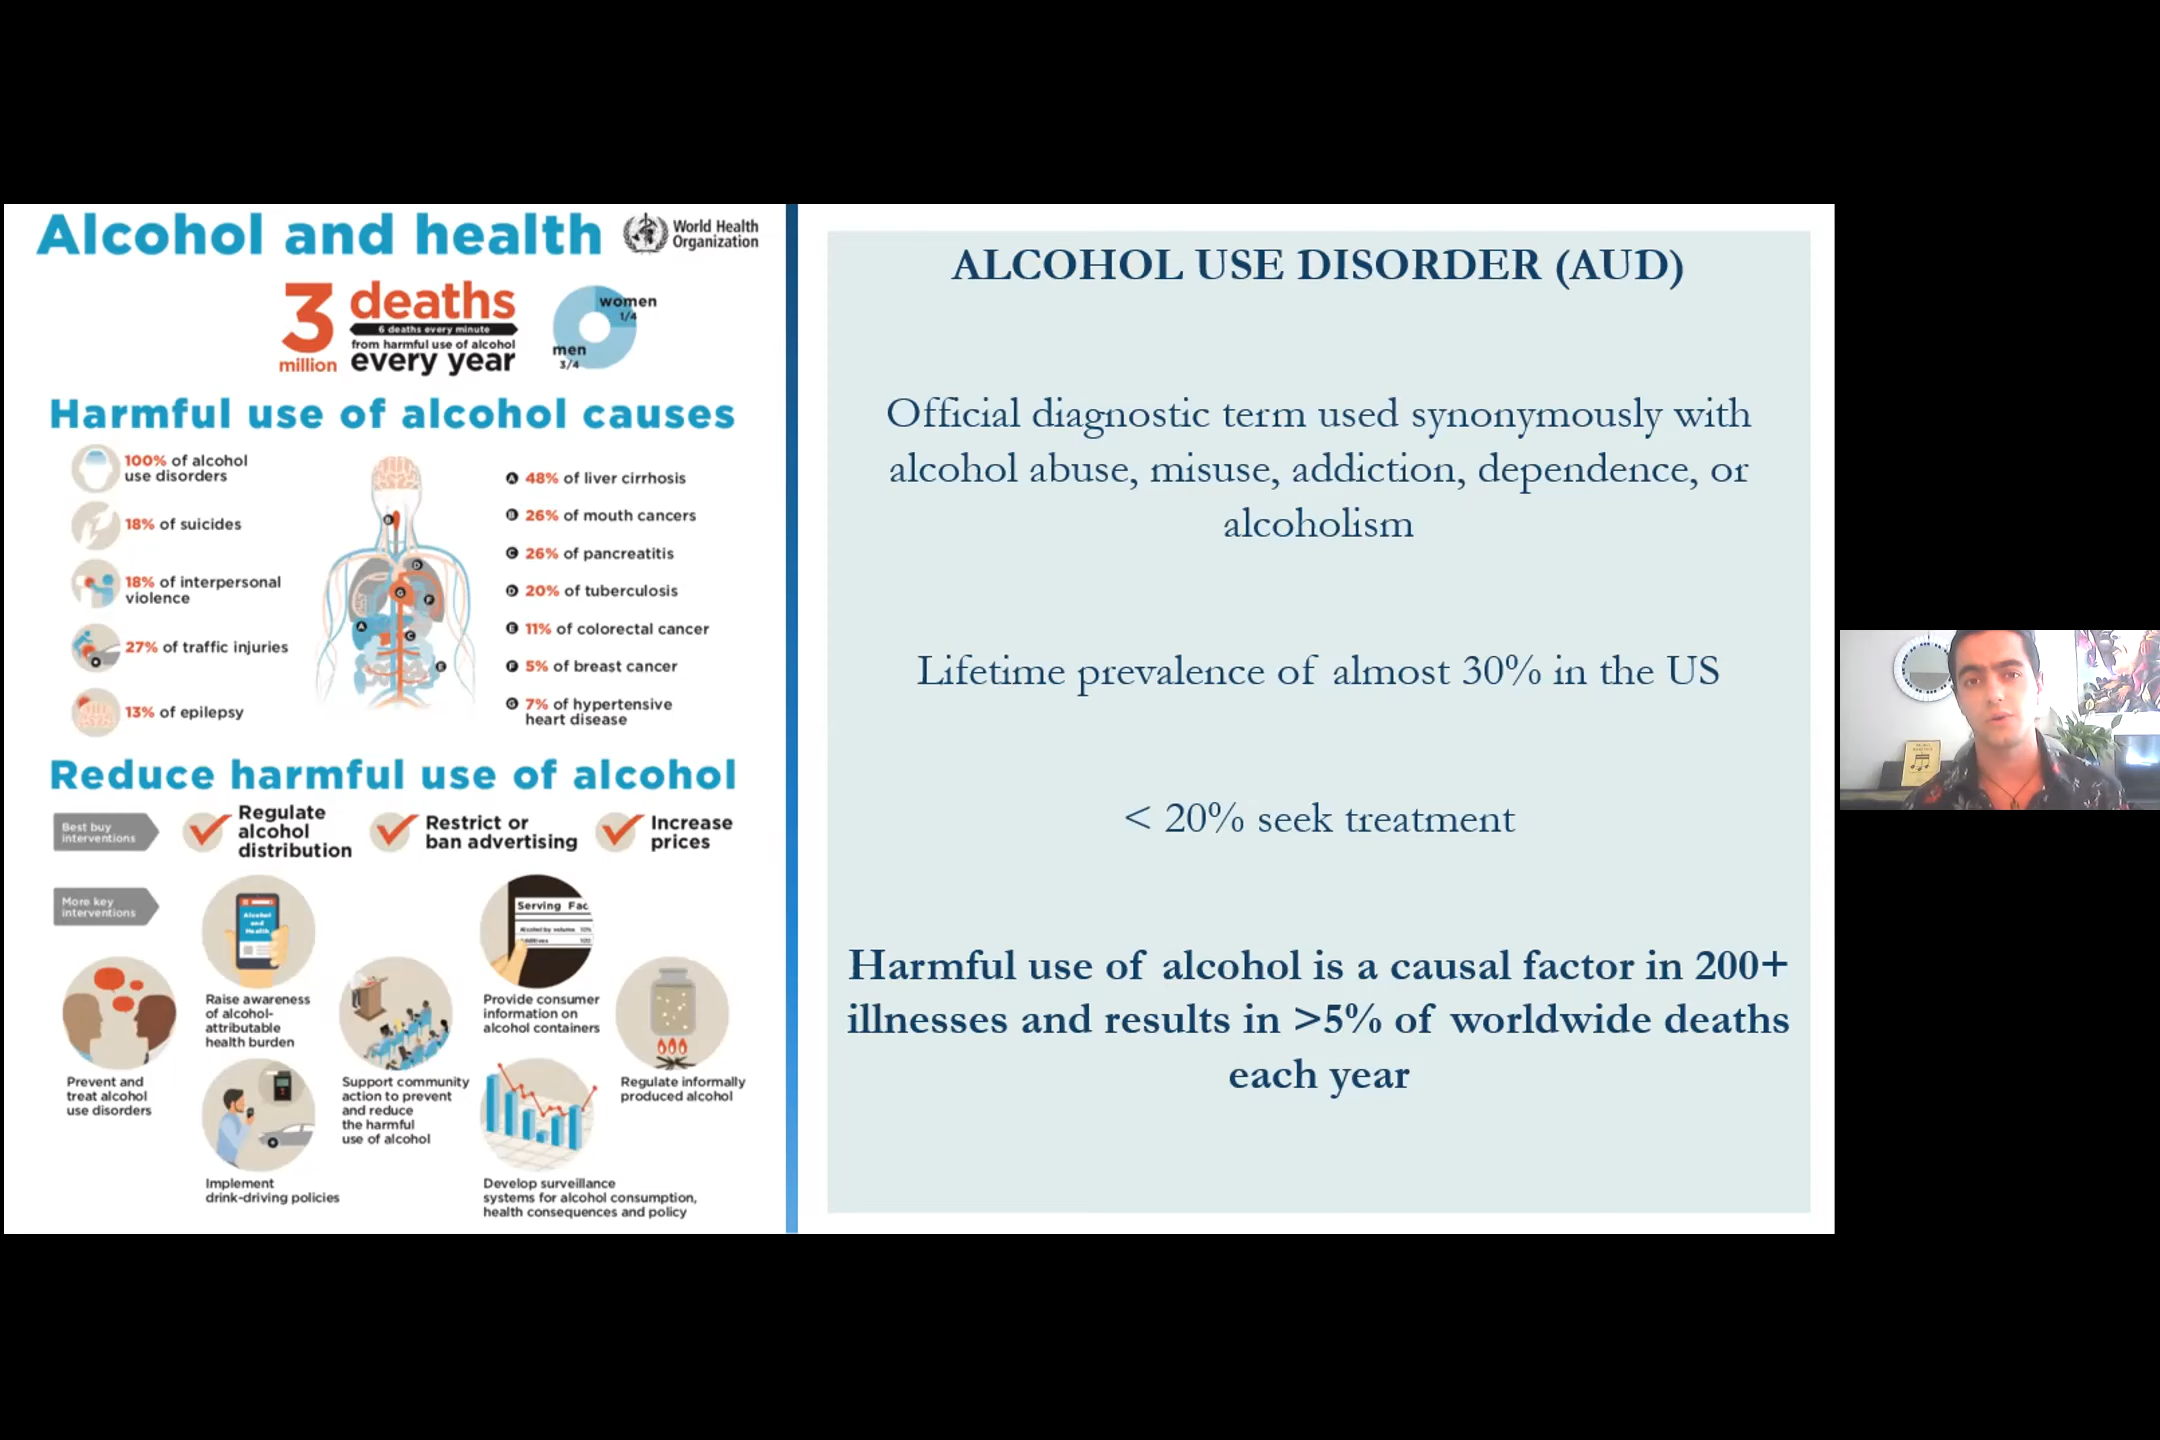 Alcohol and health
World Health
Organization
3
million
deaths
6 deaths every minute
from harmful use of alcohol
every year
women
1/4
men
3/4
Harmful use of alcohol causes
100% of alcohol
use disorders
18% of suicides
18% of interpersonal
violence
27% of traffic injuries
13% of epilepsy
B
D
G
F
A
C
E
A 48% of liver cirrhosis
B 26% of mouth cancers
C 26% of pancreatitis
D 20% of tuberculosis
E 11% of colorectal cancer
F 5% of breast cancer
G 7% of hypertensive
heart disease
Reduce harmful use of alcohol
Best buy
interventions
Regulate
alcohol
distribution
Restrict or
ban advertising
Increase
prices
More key
interventions
Alcohol
and
Health
Raise awareness
of alcohol-
attributable
health burden
Serving Fac
Alcohol by volume 10%
Provide consumer
information on
alcohol containers
Prevent and
treat alcohol
use disorders
Support community
action to prevent
and reduce
the harmful
use of alcohol
Regulate informally
produced alcohol
Implement
drink-driving policies
Develop surveillance
systems for alcohol consumption,
health consequences and policy
ALCOHOL USE DISORDER (AUD)
Official diagnostic term used synonymously with
alcohol abuse, misuse, addiction, dependence, or
alcoholism
Lifetime prevalence of almost 30% in the US
< 20% seek treatment
Harmful use of alcohol is a causal factor in 200+
illnesses and results in >5% of worldwide deaths
each year